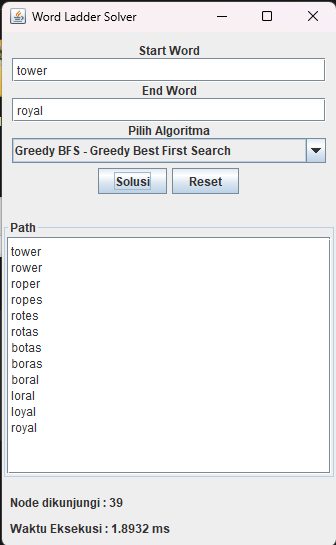 Word Ladder Solver
Start Word
tower
End Word
royal
Pilih Algoritma
Greedy BFS - Greedy Best First Search
Solusi Reset
Path
tower
rower
roper
ropes
rotes
rotas
botas
boras
boral
loral
loyal
royal
Node dikunjungi : 39
Waktu Eksekusi : 1.8932 ms